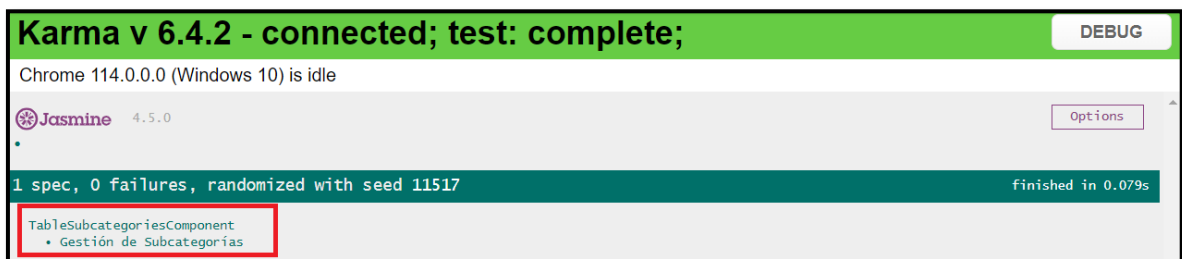 Karma v 6.4.2 - connected; test: complete;
DEBUG
Chrome 114.0.0.0 (Windows 10) is idle
Jasmine 4.5.0
Options
1 spec, 0 failures, randomized with seed 11517
finished in 0.079s
TableSubcategoriesComponent
• Gestión de Subcategorías